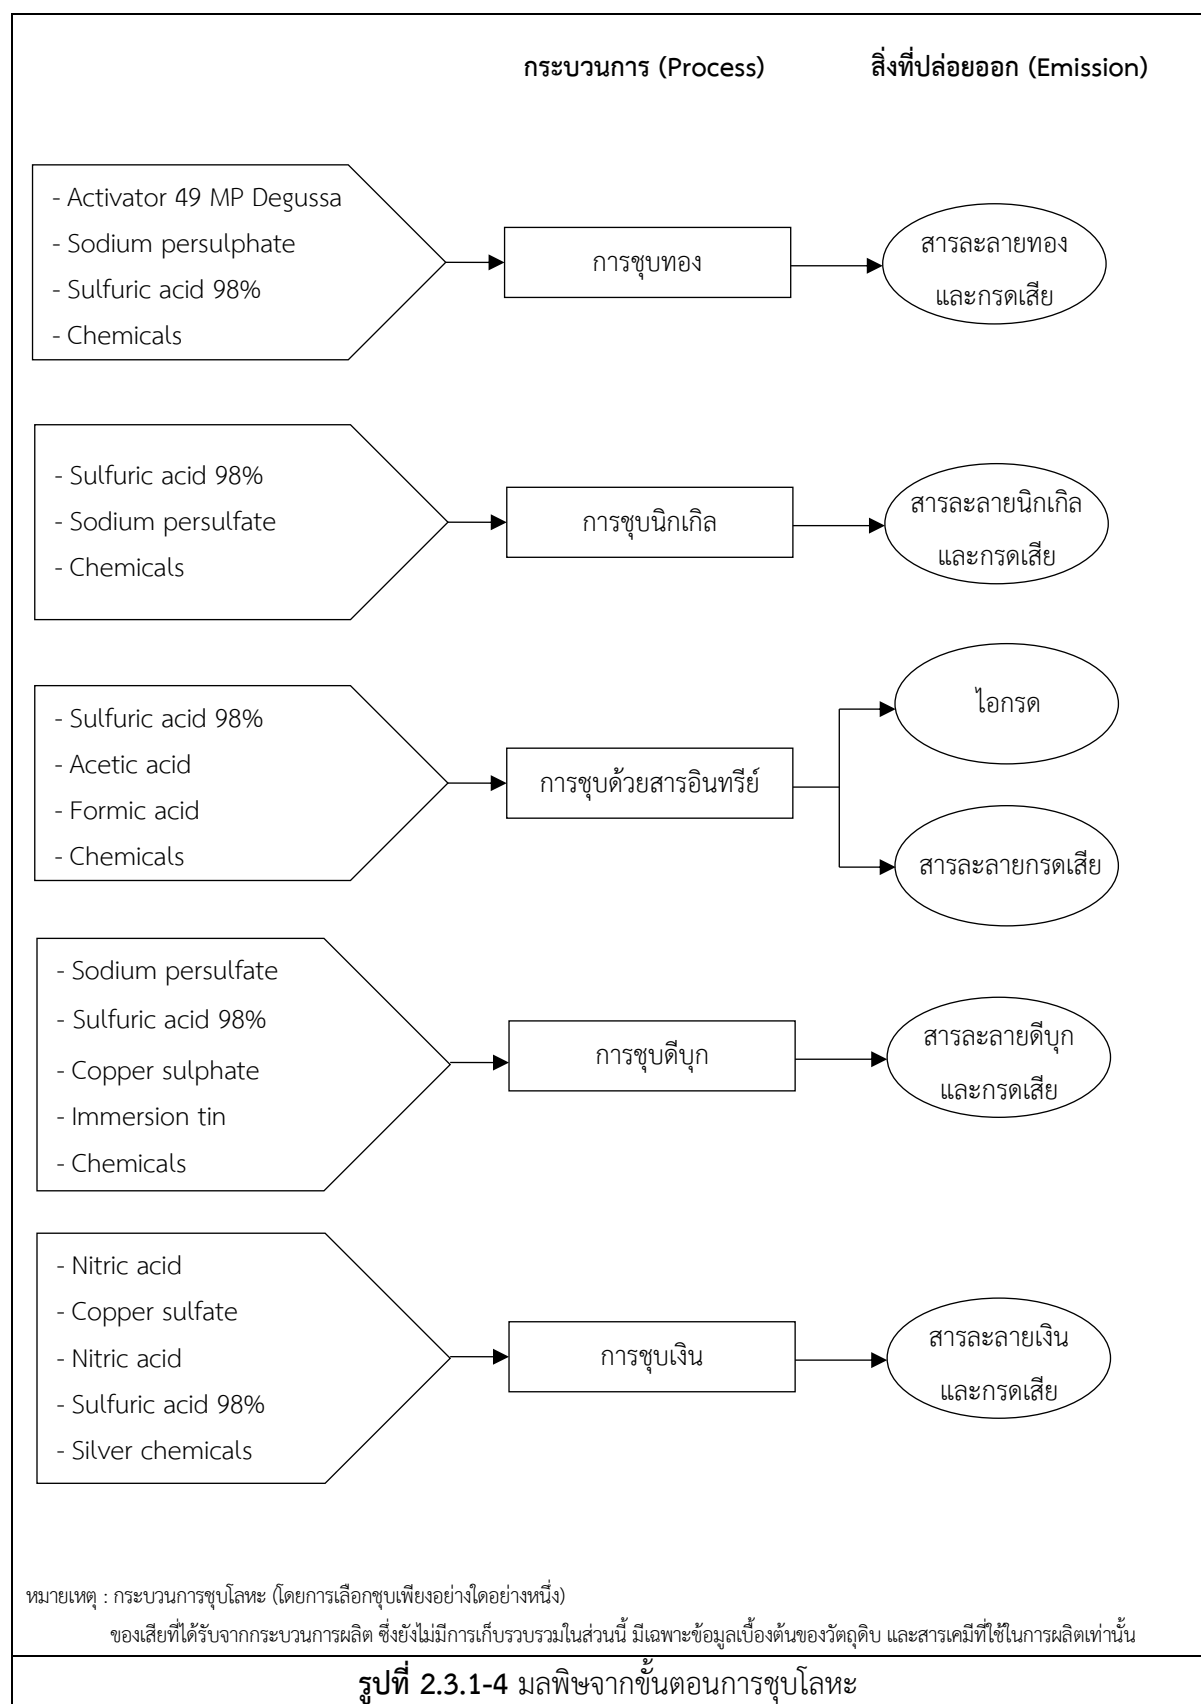 กระบวนการ (Process) สิ่งที่ปล่อยออก (Emission)
- Activator 49 MP Degussa
- Sodium persulphate
- Sulfuric acid 98%
- Chemicals
การชุบทอง
สารละลายทอง
และกรดเสีย
- Sulfuric acid 98%
- Sodium persulfate
- Chemicals
การชุบนิกเกิล
สารละลายนิกเกิล
และกรดเสีย
- Sulfuric acid 98%
- Acetic acid
- Formic acid
- Chemicals
การชุบด้วยสารอินทรีย์
ไอกรด
สารละลายกรดเสีย
- Sodium persulfate
- Sulfuric acid 98%
- Copper sulphate
- Immersion tin
- Chemicals
การชุบดีบุก
สารละลายดีบุก
และกรดเสีย
- Nitric acid
- Copper sulfate
- Nitric acid
- Sulfuric acid 98%
- Silver chemicals
การชุบเงิน
สารละลายเงิน
และกรดเสีย
หมายเหตุ : กระบวนการชุบโลหะ (โดยการเลือกชุบเพียงอย่างใดอย่างหนึ่ง)
ของเสียที่ได้รับจากกระบวนการผลิต ซึ่งยังไม่มีการเก็บรวบรวมในส่วนนี้ มีเฉพาะข้อมูลเบื้องต้นของวัตถุดิบ และสารเคมีที่ใช้ในการผลิตเท่านั้น
รูปที่ 2.3.1-4 มลพิษจากขั้นตอนการชุบโลหะ